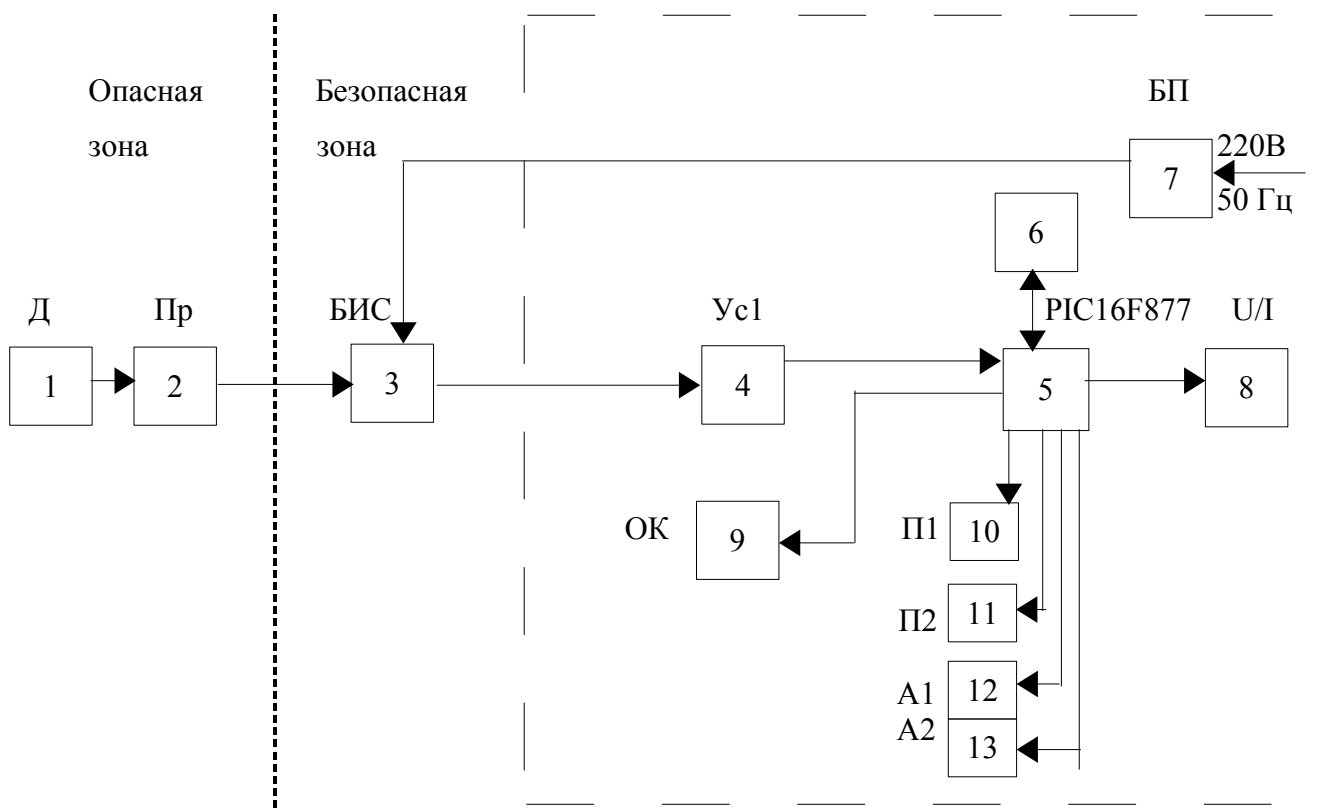 Опасная
зона
Безопасная
зона
БП
220В
50 Гц
7
6
Д
Пр
БИС
Ус1
PIC16F877
U/I
1
2
3
4
5
8
ОК
9
П1
10
П2
11
А1
12
А2
13